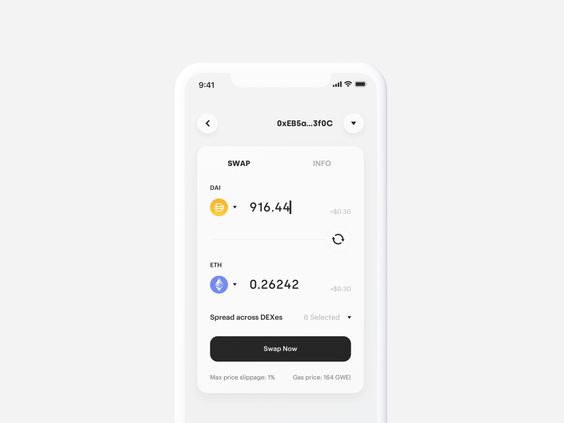 9:41
0xEB5a...3f0C
SWAP INFO
DAI
916.44 ≈$0.30
ETH
0.26242 ≈$0.30
Spread across DEXes 6 Selected
Swap Now
Max price slippage: 1% Gas price: 164 GWEI